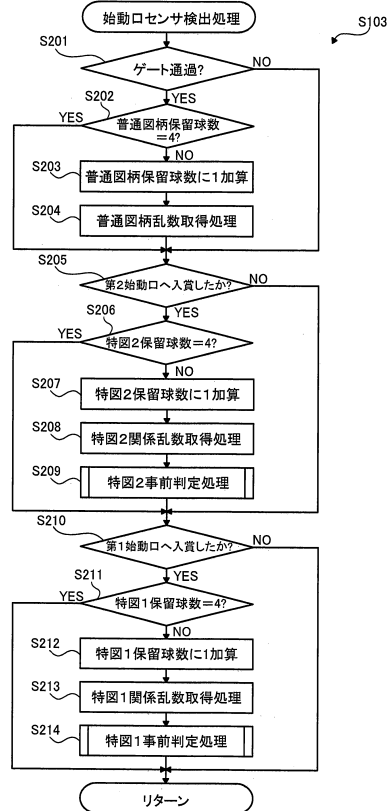 始動口センサ検出処理
S103
S201
ゲート通過?
NO
YES
S202
YES
普通図柄保留球数
=4?
NO
S203
普通図柄保留球数に1加算
S204
普通図柄乱数取得処理
S205
第2始動口へ入賞したか?
NO
YES
S206
YES
特図2保留球数=4?
NO
S207
特図2保留球数に1加算
S208
特図2関係乱数取得処理
S209
特図2事前判定処理
S210
第1始動口へ入賞したか?
NO
YES
S211
YES
特図1保留球数=4?
NO
S212
特図1保留球数に1加算
S213
特図1関係乱数取得処理
S214
特図1事前判定処理
リターン